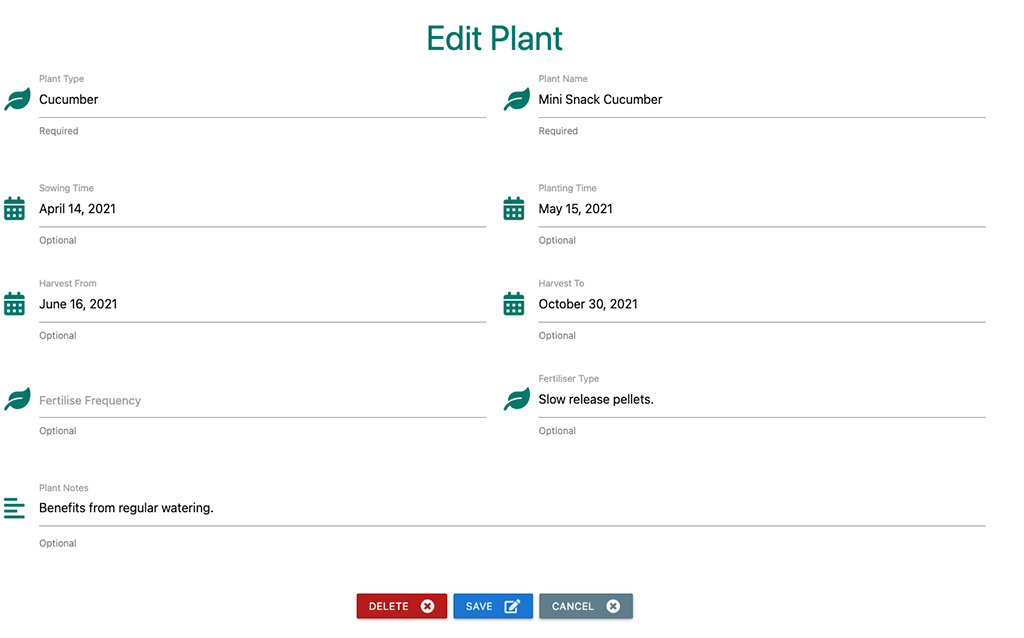 Edit Plant
Plant Type
Plant Name
Cucumber
Mini Snack Cucumber
Required
Required
Sowing Time
Planting Time
April 14, 2021
May 15, 2021
Optional
Optional
Harvest From
Harvest To
June 16, 2021
October 30, 2021
Optional
Optional
Fertiliser Type
Fertilise Frequency
Slow release pellets.
Optional
Optional
Plant Notes
Benefits from regular watering.
Optional
DELETE
SAVE
CANCEL